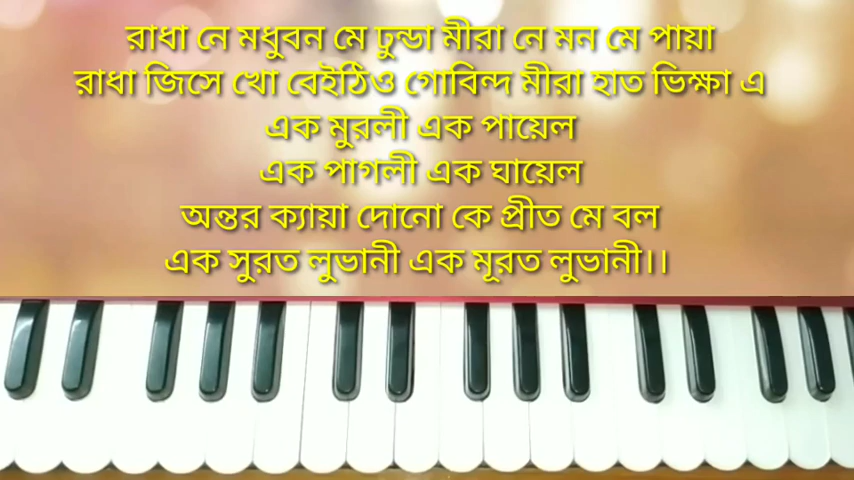 রাধা নে মধুবন মে ঢুন্ডা মীরা নে মন মে পায়া
রাধা জিসে খো বেইঠিও গোবিন্দ মীরা হাত ভিক্ষা এ
এক মুরলী এক পায়েল
এক পাগলী এক ঘায়েল
অন্তর ক্যায়া দোনো কে প্রীত মে বল
এক সুরত লুভানী এক মূরত লুভানী।।